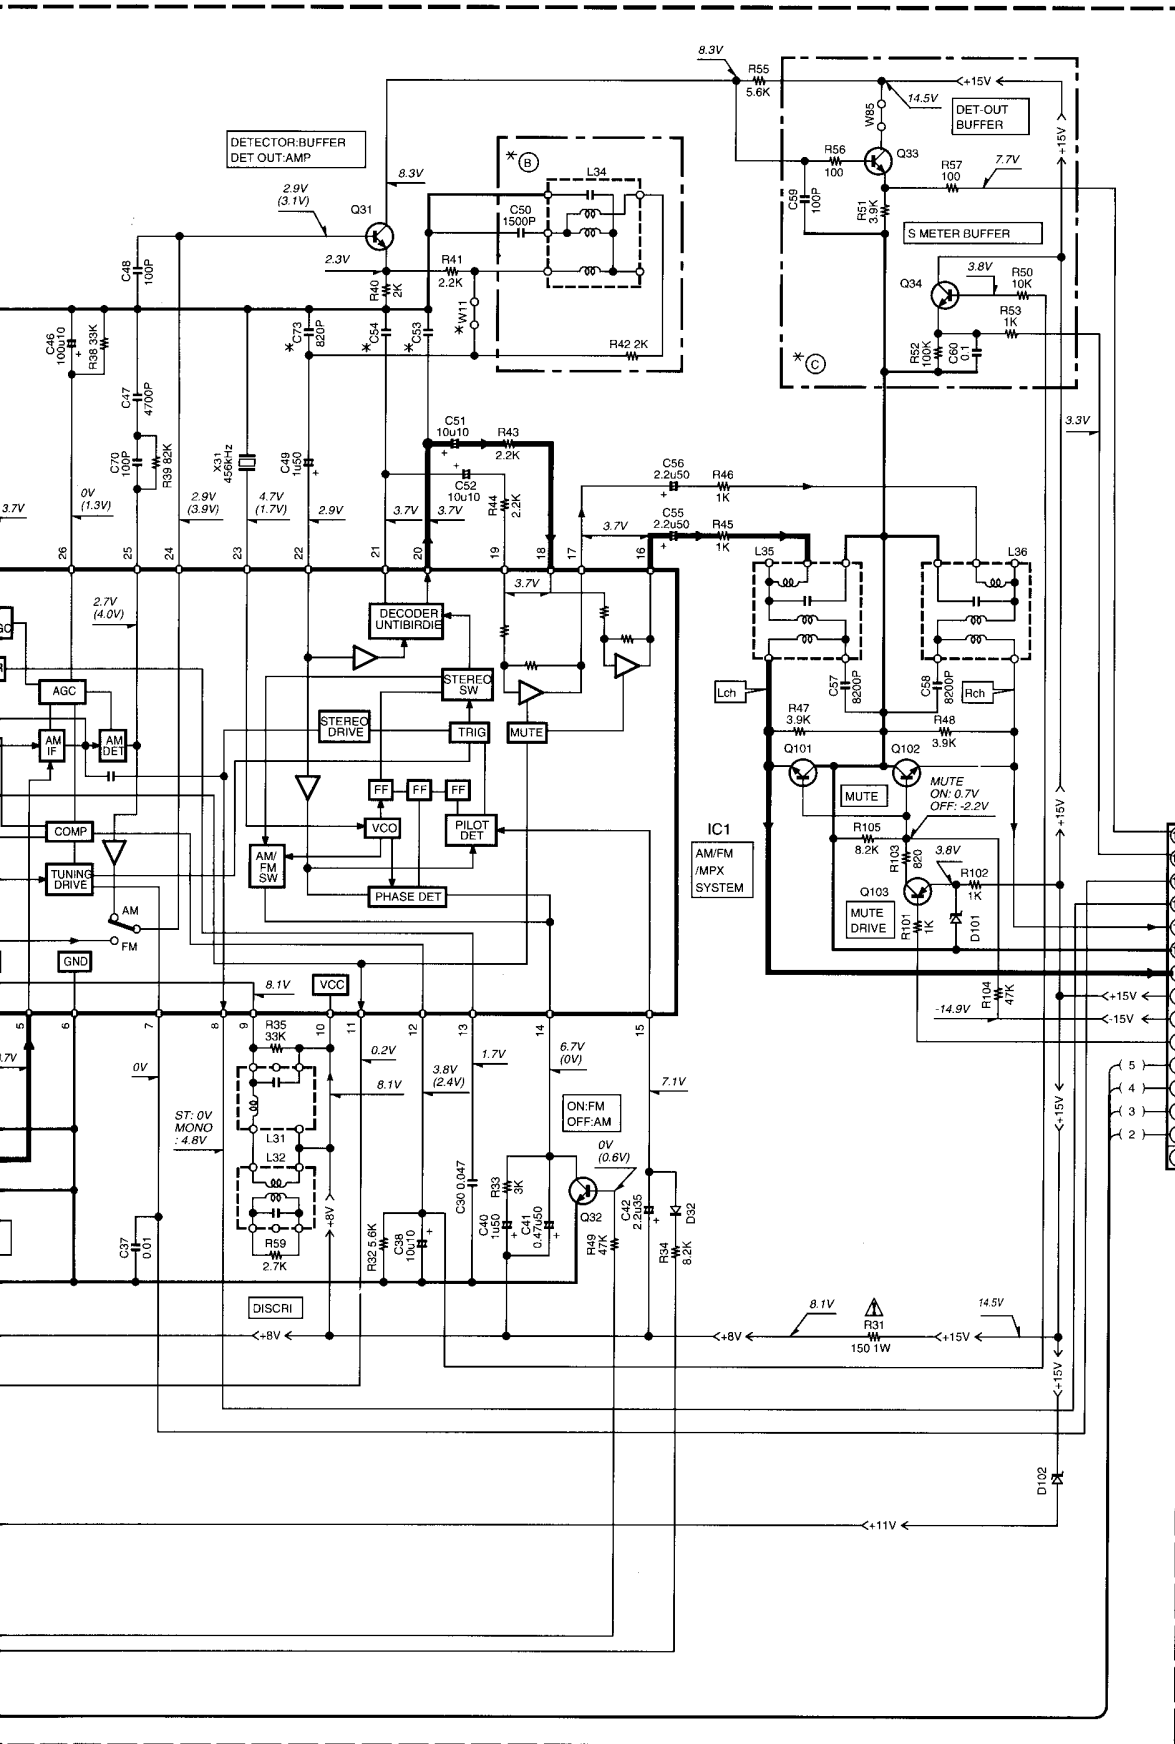 8.3V
R55
5.6K
+15V
14.5V
DET-OUT
BUFFER
W85
+15V
DETECTOR:BUFFER
DET OUT:AMP
* B
L34
R56
100
Q33
R57
100
7.7V
8.3V
2.9V
(3.1V)
Q31
C50
1500P
C59
100P
R51
3.9K
S METER BUFFER
2.3V
R41
2.2K
C48
100P
R40
2K
*W11
Q34
3.8V
R50
10K
R53
1K
C46
100u10
+
R38 33K
*C73
820P
*C54
*C53
R42 2K
R52
100K
C60
0.1
* C
C47
4700P
C70
100P
R39 82K
X31
456kHz
C49
1u50
+
C51
10u10
+
R43
2.2K
3.3V
C52
10u10
+
R44
2.2K
C56
2.2u50
+
R46
1K
3.7V
0V
(1.3V)
2.9V
(3.9V)
4.7V
(1.7V)
2.9V
3.7V
3.7V
3.7V
C55
2.2u50
+
R45
1K
26
25
24
23
22
21
20
19
18
17
16
L35
L36
3.7V
2.7V
(4.0V)
DECODER
UNTIBIRDIE
AGC
STEREO
SW
Lch
C57
8200P
C58
8200P
Rch
STEREO
DRIVE
TRIG
MUTE
R47
3.9K
R48
3.9K
AM
IF
AM
DET
Q101
Q102
FF
FF
FF
MUTE
MUTE
ON: 0.7V
OFF: -2.2V
+15V
COMP
VCO
PILOT
DET
IC1
AM/FM
/MPX
SYSTEM
R105
8.2K
R103
820
3.8V
R102
1K
TUNING
DRIVE
AM/
FM
SW
PHASE DET
Q103
MUTE
DRIVE
R101
1K
D101
AM
FM
GND
8.1V
VCC
R104
47K
+15V
-14.9V
-15V
5
6
7
8
9
10
11
12
13
14
15
R35
33K
0.2V
1.7V
6.7V
(0V)
0V
3.8V
(2.4V)
8.1V
7.1V
5
4
3
2
+15V
ST: 0V
MONO
: 4.8V
L31
L32
ON:FM
OFF:AM
0V
(0.6V)
C30 0.047
R33
3K
C40
1u50
+
C41
0.47u50
+
Q32
C42
2.2u35
+
D32
+8V
C37
0.01
R59
2.7K
R32 5.6K
C38
10u10
+
R49
47K
R34
8.2K
DISCRI
+8V
+8V
8.1V
R31
150 1W
+15V
14.5V
+15V
D102
+11V